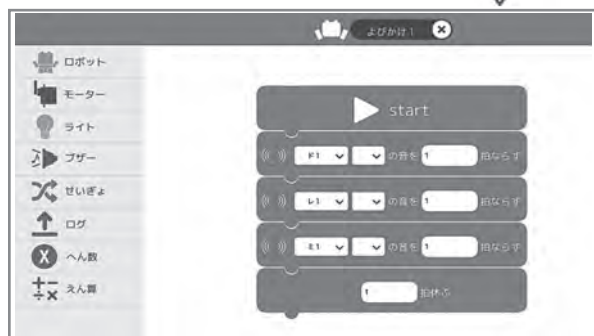 よびかけ1
ロボット
モーター
ライト
ブザー
せいぎょ
ログ
へん数
えん算
start
ド1 の音を 1 拍ならす
レ1 の音を 1 拍ならす
ミ1 の音を 1 拍ならす
1 拍休ぶ